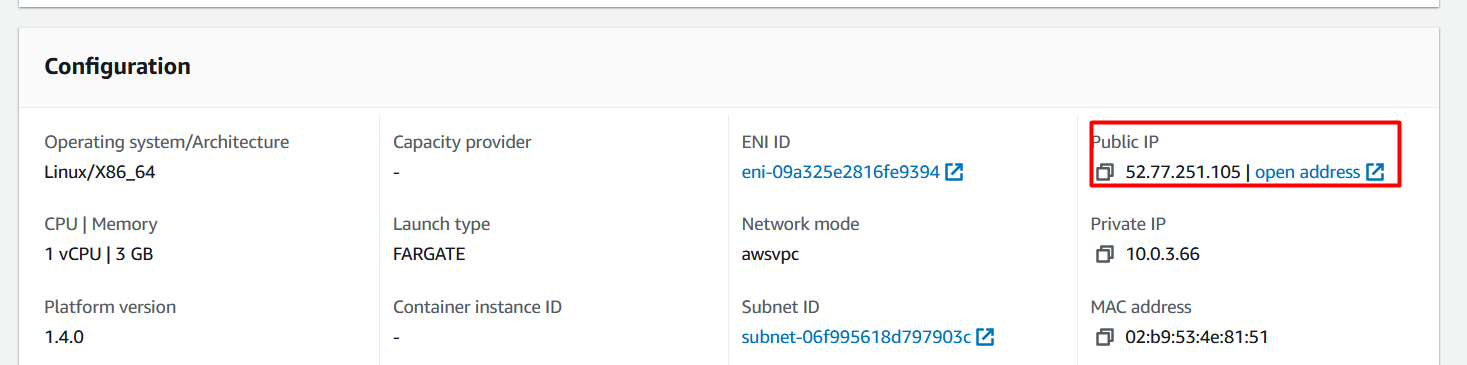 Configuration
Operating system/Architecture
Linux/X86_64
Capacity provider
-
ENI ID
eni-09a325e2816fe9394
Public IP
52.77.251.105 | open address
CPU | Memory
1 vCPU | 3 GB
Launch type
FARGATE
Network mode
awsvpc
Private IP
10.0.3.66
Platform version
1.4.0
Container instance ID
-
Subnet ID
subnet-06f995618d797903c
MAC address
02:b9:53:4e:81:51